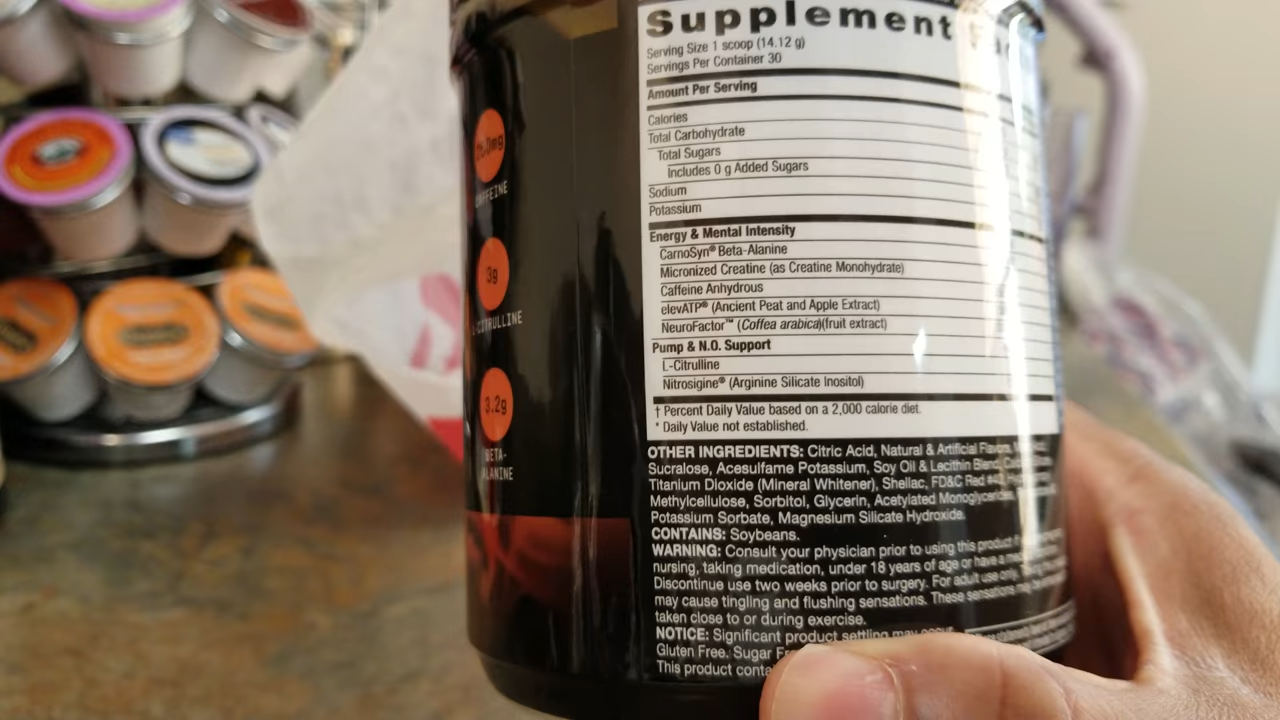 Supplement
Serving Size 1 scoop (14.12 g)
Servings Per Container 30
Amount Per Serving
Calories
Total Carbohydrate
Total Sugars
Includes 0 g Added Sugars
Sodium
Potassium
Energy & Mental Intensity
CarnoSyn® Beta-Alanine
Micronized Creatine (as Creatine Monohydrate)
Caffeine Anhydrous
elevATP® (Ancient Peat and Apple Extract)
NeuroFactor™ (Coffea arabica)(fruit extract)
Pump & N.O. Support
L-Citrulline
Nitrosigine® (Arginine Silicate Inositol)
† Percent Daily Value based on a 2,000 calorie diet.
* Daily Value not established.
OTHER INGREDIENTS: Citric Acid, Natural & Artificial Flavors,
Sucralose, Acesulfame Potassium, Soy Oil & Lecithin Blend,
Titanium Dioxide (Mineral Whitener), Shellac, FD&C Red #40,
Methylcellulose, Sorbitol, Glycerin, Acetylated Monoglycerides,
Potassium Sorbate, Magnesium Silicate Hydroxide.
CONTAINS: Soybeans.
WARNING: Consult your physician prior to using this product
nursing, taking medication, under 18 years of age or have a
Discontinue use two weeks prior to surgery. For adult use only.
may cause tingling and flushing sensations. These sensations
taken close to or during exercise.
NOTICE: Significant product settling may
Gluten Free. Sugar
This product
CAFFEINE
3g
L-CITRULLINE
3.2g
BETA-
ALANINE